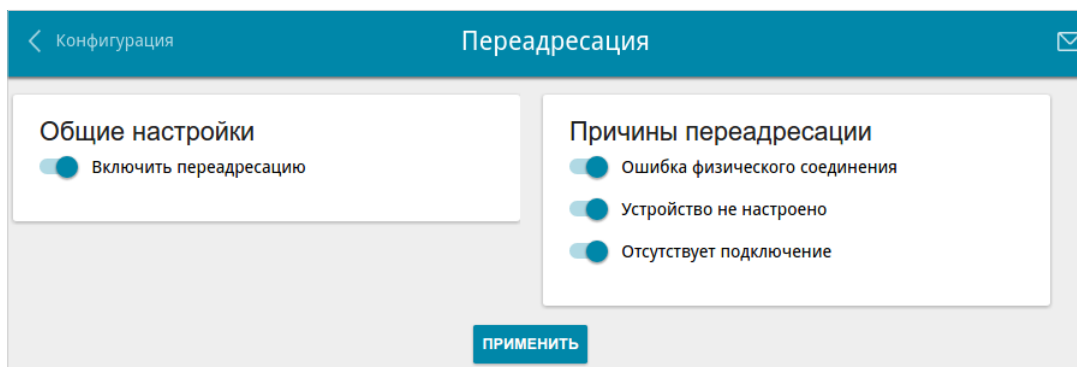 Конфигурация
Переадресация
Общие настройки
Включить переадресацию
Причины переадресации
Ошибка физического соединения
Устройство не настроено
Отсутствует подключение
ПРИМЕНИТЬ